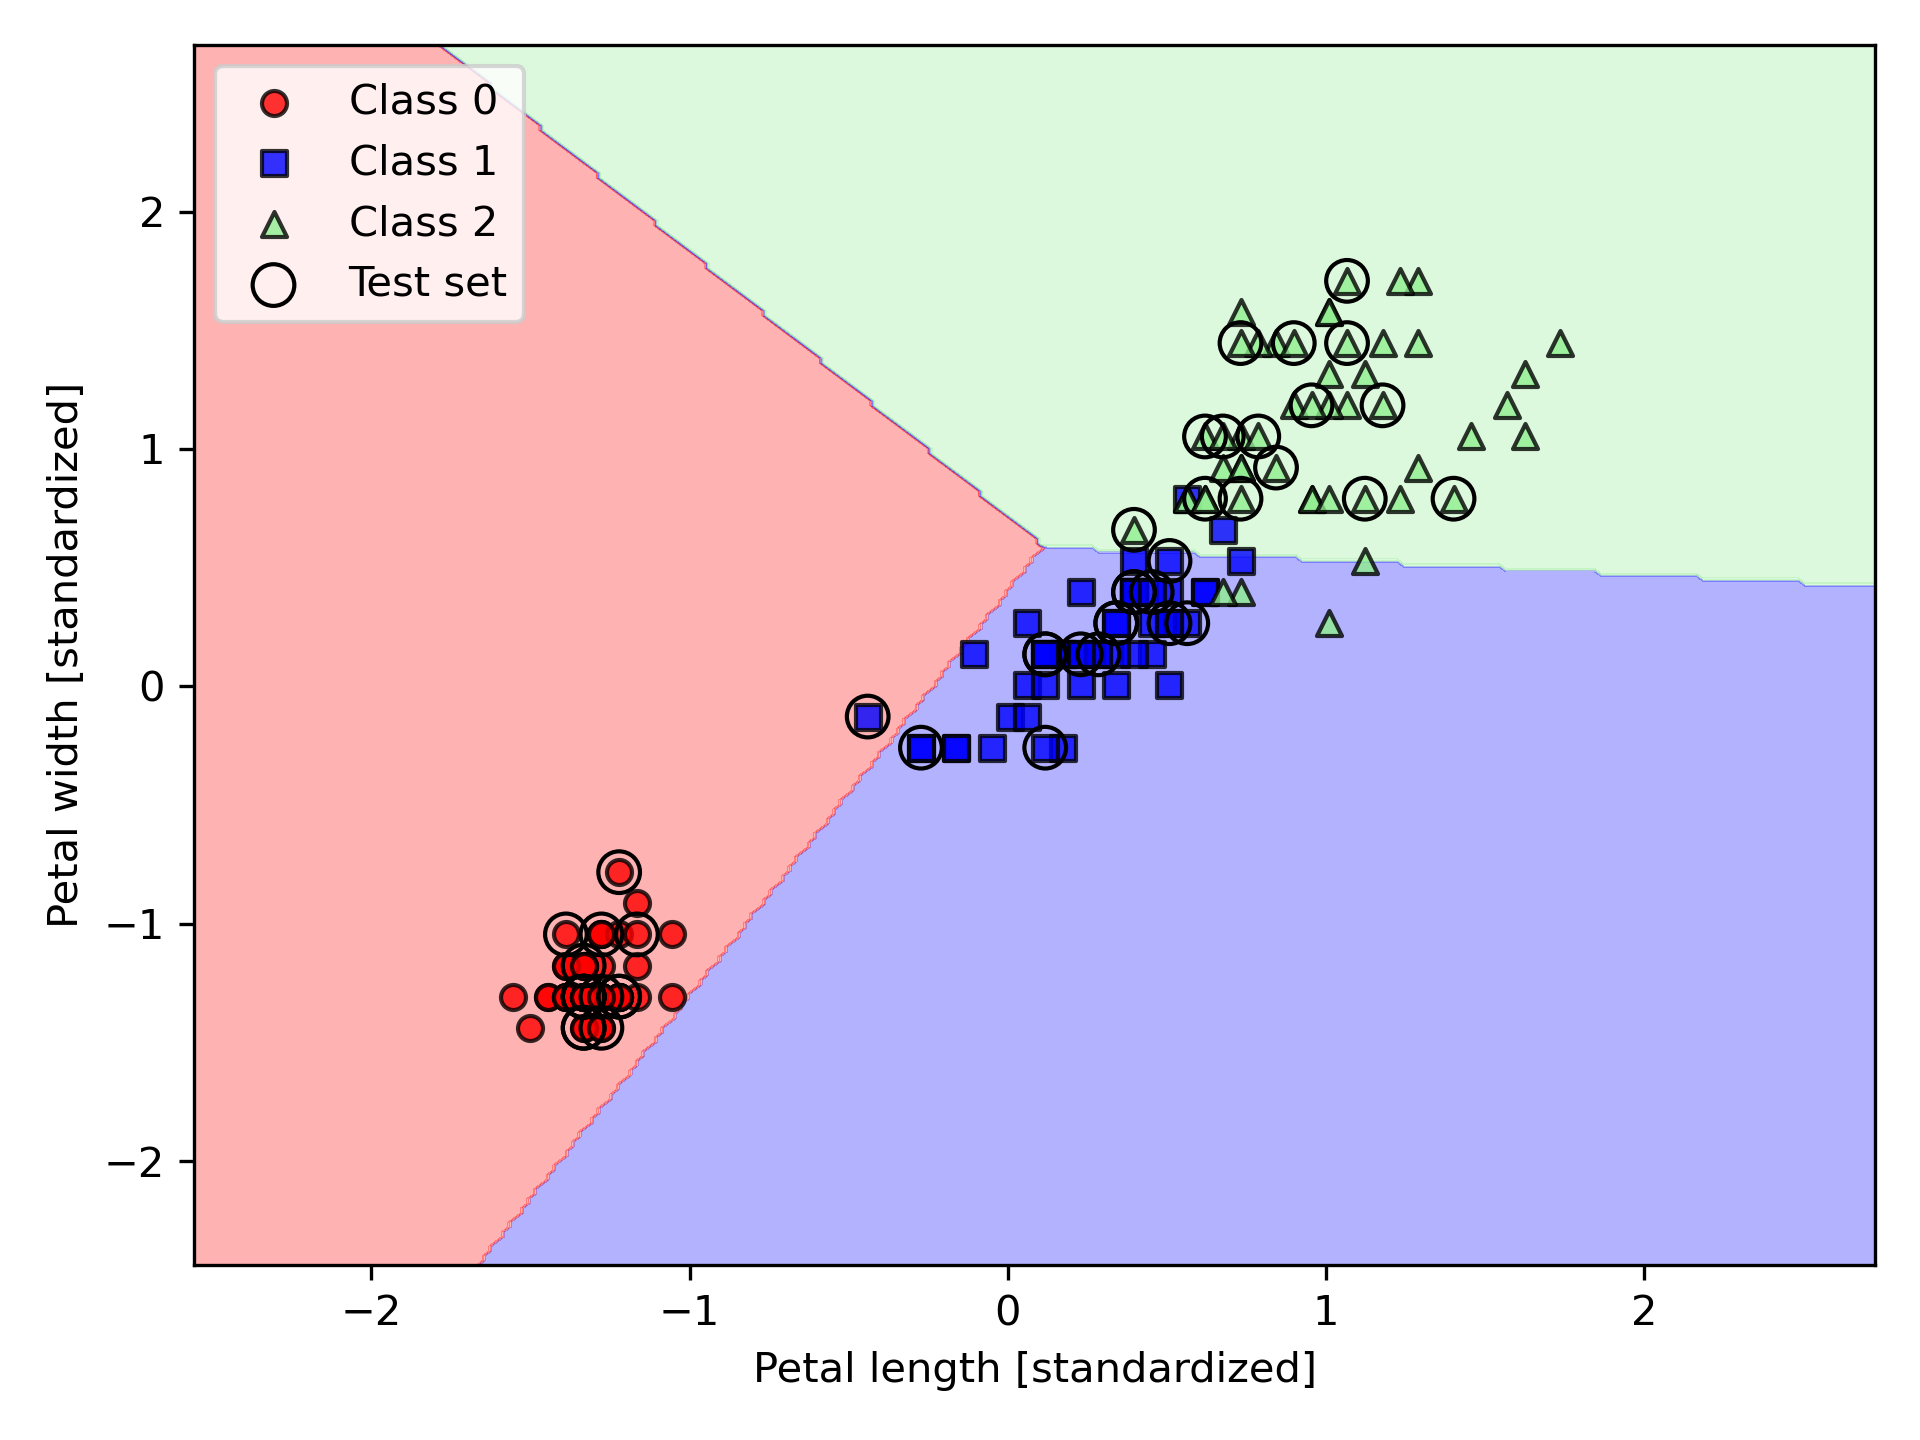 Class 0
Class 1
Class 2
Test set
2
1
0
−1
−2
Petal width [standardized]
−2
−1
0
1
2
Petal length [standardized]